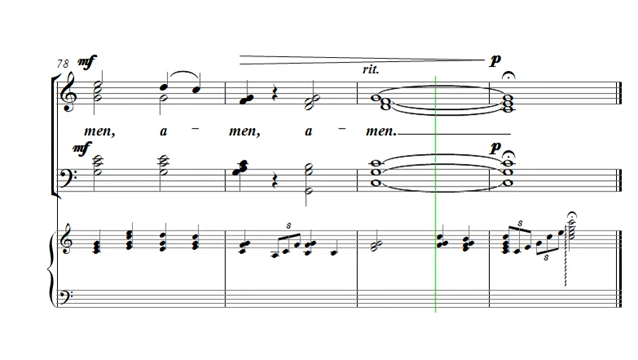 78 mf
p
rit.
men, a - men, a - men.
mf
p
8
8
8